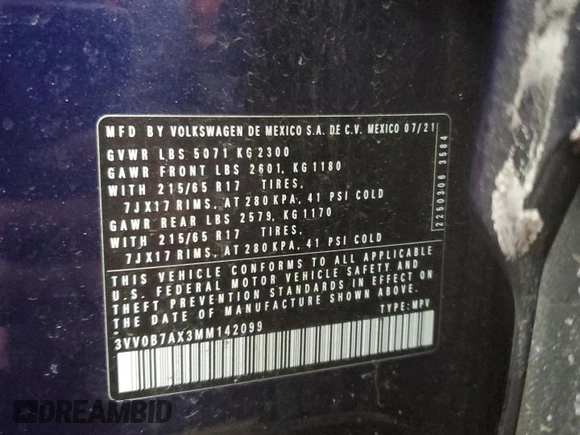 MFD BY VOLKSWAGEN DE MEXICO S.A. DE C.V. MEXICO 07/21
GVWR LBS 5071 KG 2300
GAWR FRONT LBS 2601, KG 1180
WITH 215/65 R17 TIRES.
7JX17 RIMS, AT 280 KPA, 41 PSI COLD
GAWR REAR LBS 2579, KG 1170
WITH 215/65 R17 TIRES.
7JX17 RIMS, AT 280 KPA, 41 PSI COLD
THIS VEHICLE CONFORMS TO ALL APPLICABLE
U.S. FEDERAL MOTOR VEHICLE SAFETY AND
THEFT PREVENTION STANDARDS IN EFFECT ON
THE DATE OF MANUFACTURE SHOWN ABOVE.
3VV0B7AX3MM142099 TYPE: MPV
2250306 3584
DREAMBID